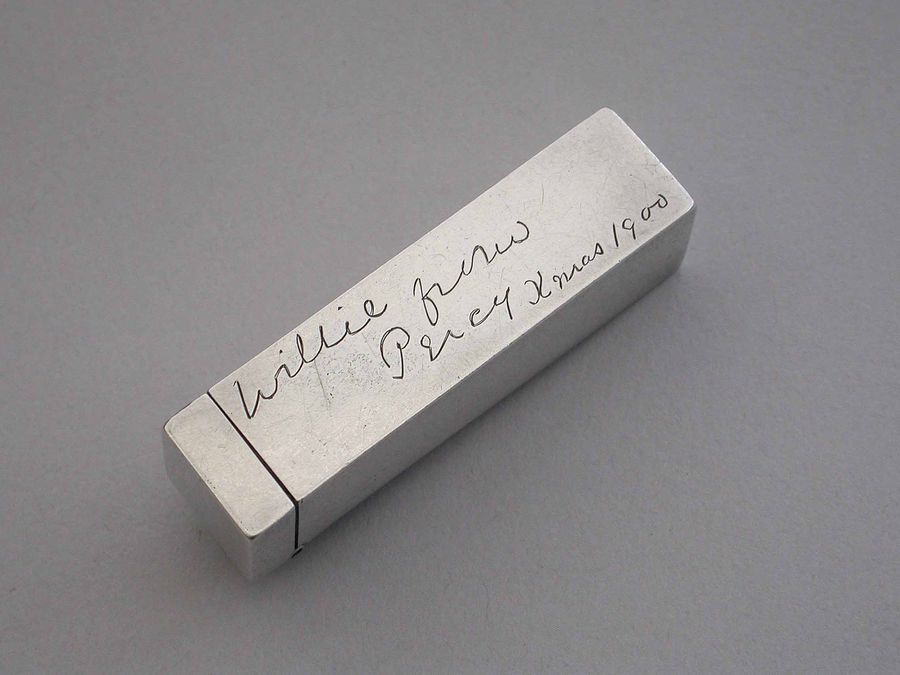 Willie from
Percy Xmas 1900